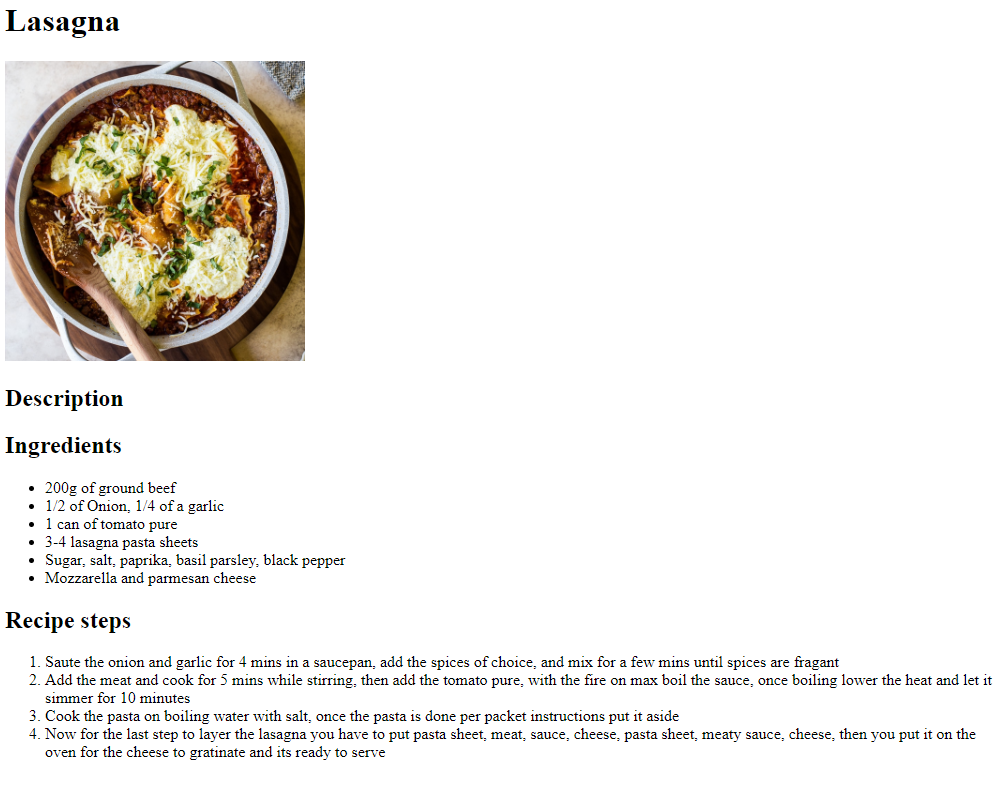 Lasagna
Description
Ingredients
200g of ground beef
1/2 of Onion, 1/4 of a garlic
1 can of tomato pure
3-4 lasagna pasta sheets
Sugar, salt, paprika, basil parsley, black pepper
Mozzarella and parmesan cheese
Recipe steps
1. Saute the onion and garlic for 4 mins in a saucepan, add the spices of choice, and mix for a few mins until spices are fragant
2. Add the meat and cook for 5 mins while stirring, then add the tomato pure, with the fire on max boil the sauce, once boiling lower the heat and let it
simmer for 10 minutes
3. Cook the pasta on boiling water with salt, once the pasta is done per packet instructions put it aside
4. Now for the last step to layer the lasagna you have to put pasta sheet, meat, sauce, cheese, pasta sheet, meaty sauce, cheese, then you put it on the
oven for the cheese to gratinate and its ready to serve